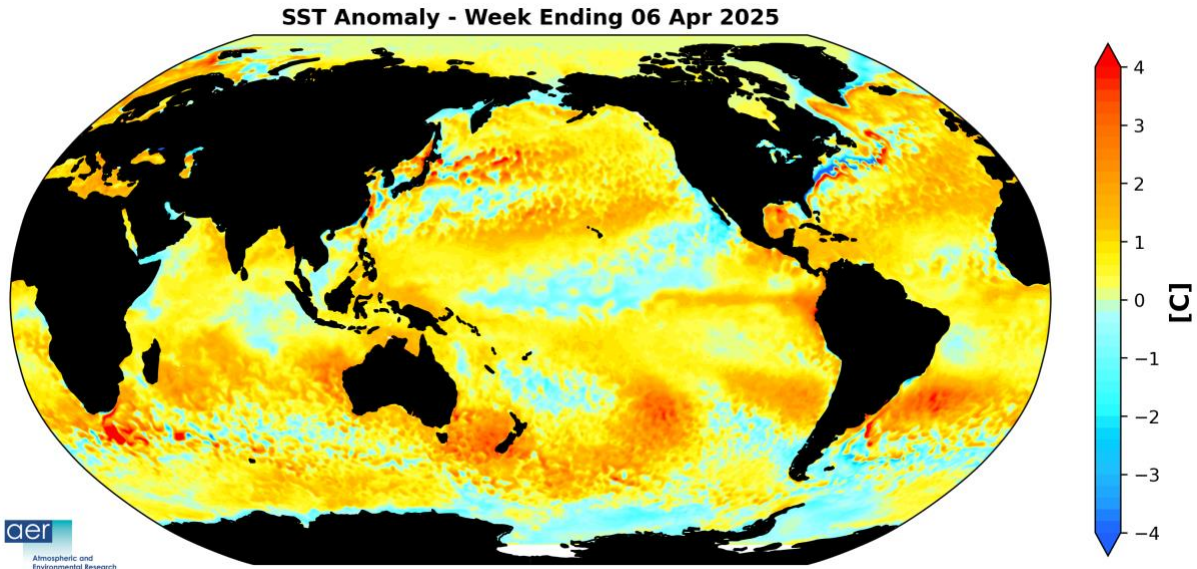 SST Anomaly - Week Ending 06 Apr 2025
4
3
2
1
0
−1
−2
−3
−4
[C]
aer
Atmospheric and
Environmental Research